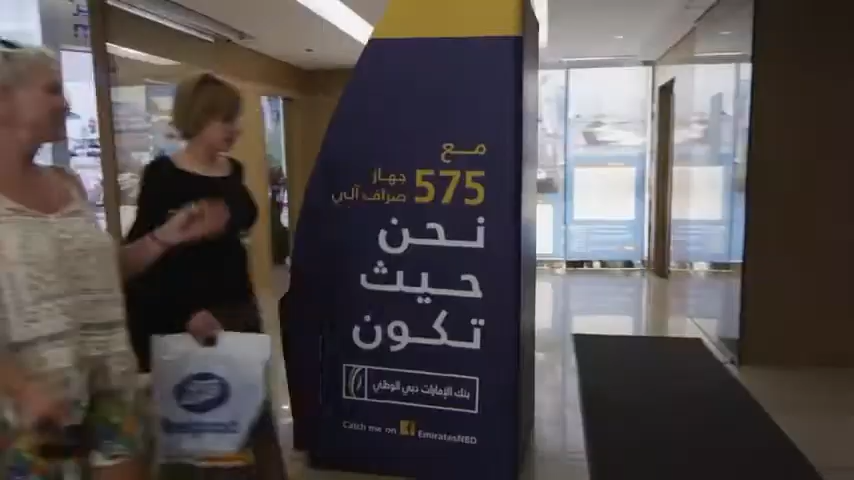 مع
575 جهاز
صراف آلي
نحن
حيث
تكون
بنك الإمارات دبي الوطني
Catch me on EmiratesNBD